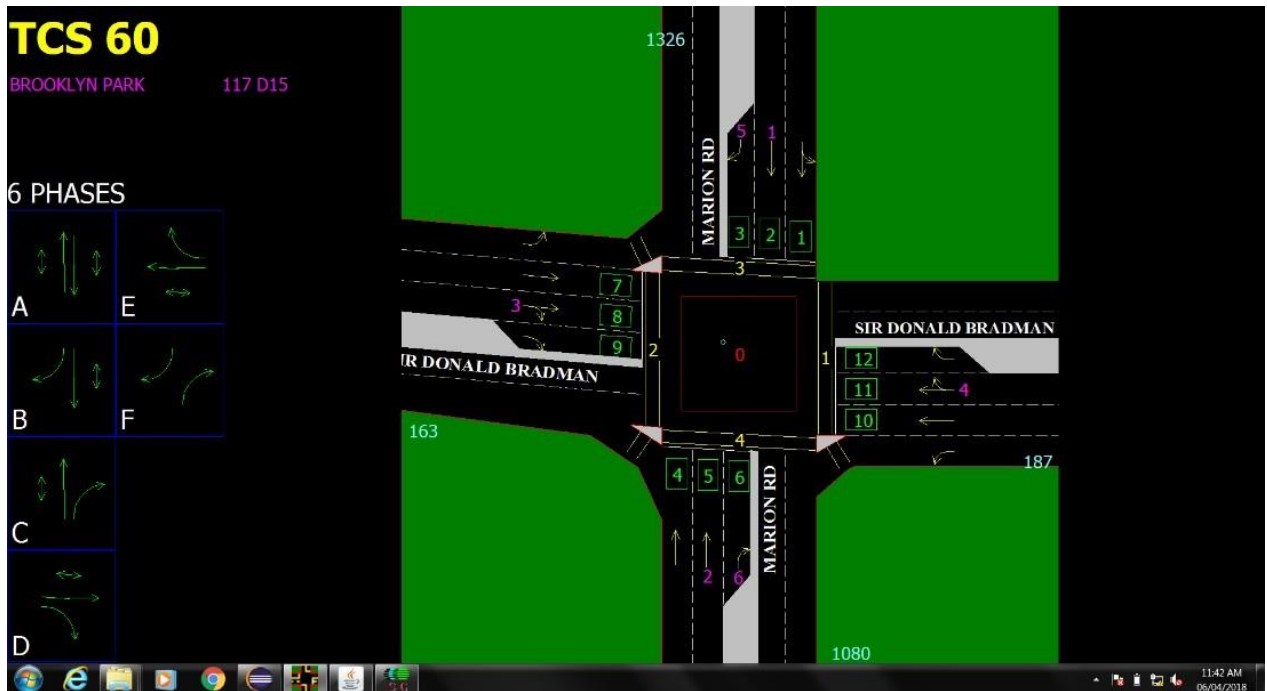 TCS 60
BROOKLYN PARK 117 D15
6 PHASES
A
E
B
F
C
D
1326
MARION RD
5 1
3 2 1
3
7
3 8
9
IR DONALD BRADMAN
2
0
1
SIR DONALD BRADMAN
12
11 4
10
163
187
4
4 5 6
MARION RD
2 6
1080
11:42 AM
06/04/2018